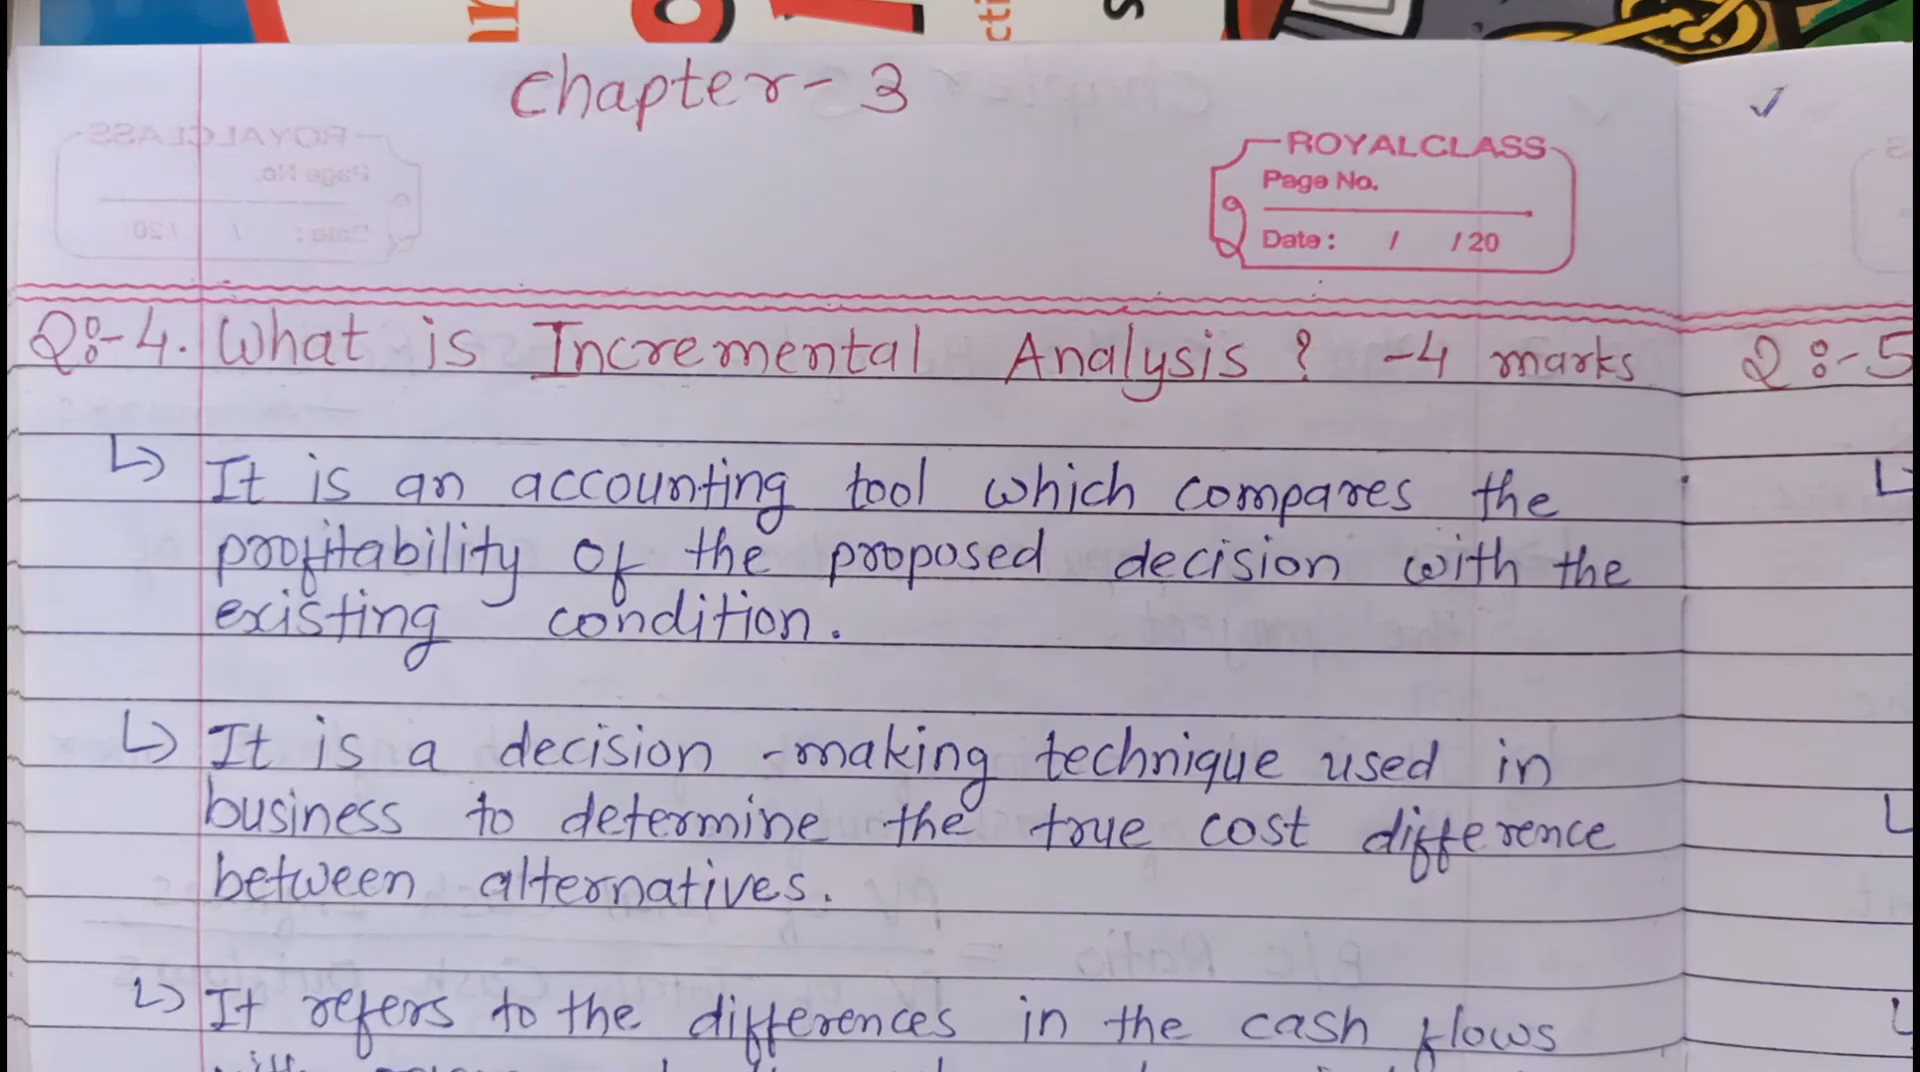 Chapter-3
ROYALCLASS
Page No.
Date: / /20
Q:-4. What is Incremental Analysis? -4 marks
It is an accounting tool which compares the
profitability of the proposed decision with the
existing condition.
It is a decision-making technique used in
business to determine the true cost difference
between alternatives.
It refers to the differences in the cash flows
Q:-5